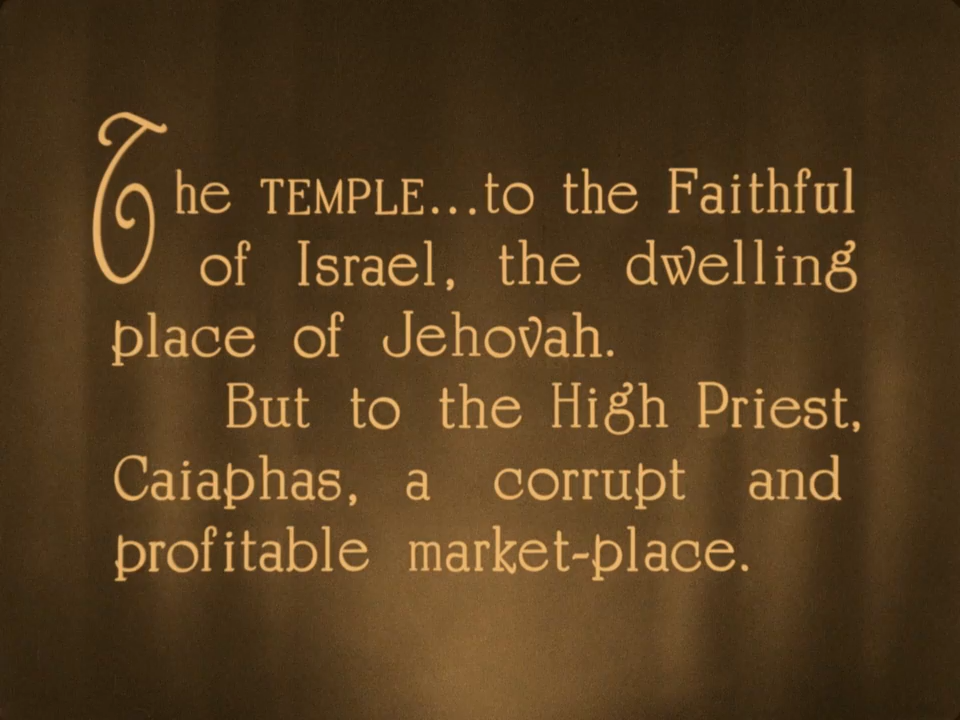 The TEMPLE...to the Faithful
of Israel, the dwelling
place of Jehovah.
But to the High Priest,
Caiaphas, a corrupt and
profitable market-place.